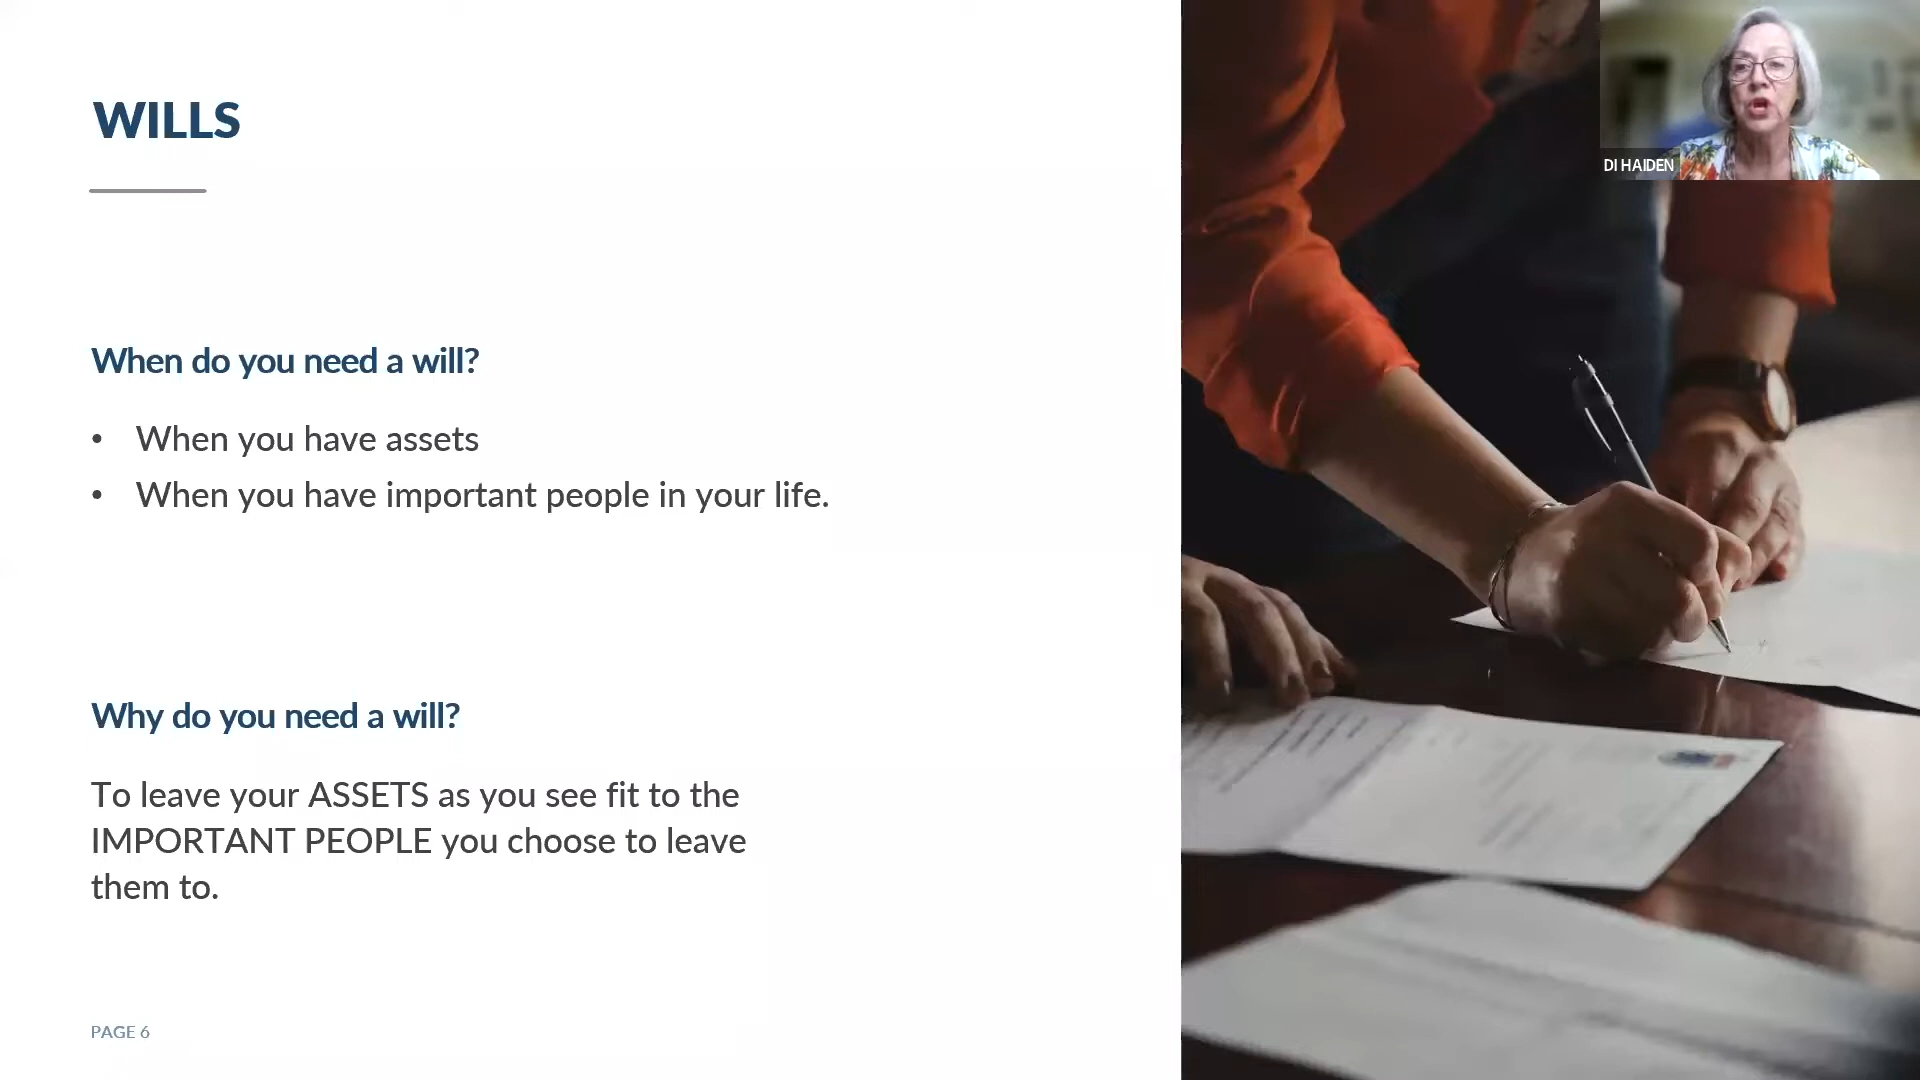 WILLS
When do you need a will?
• When you have assets
• When you have important people in your life.
Why do you need a will?
To leave your ASSETS as you see fit to the
IMPORTANT PEOPLE you choose to leave
them to.
PAGE 6
DI HAIDEN